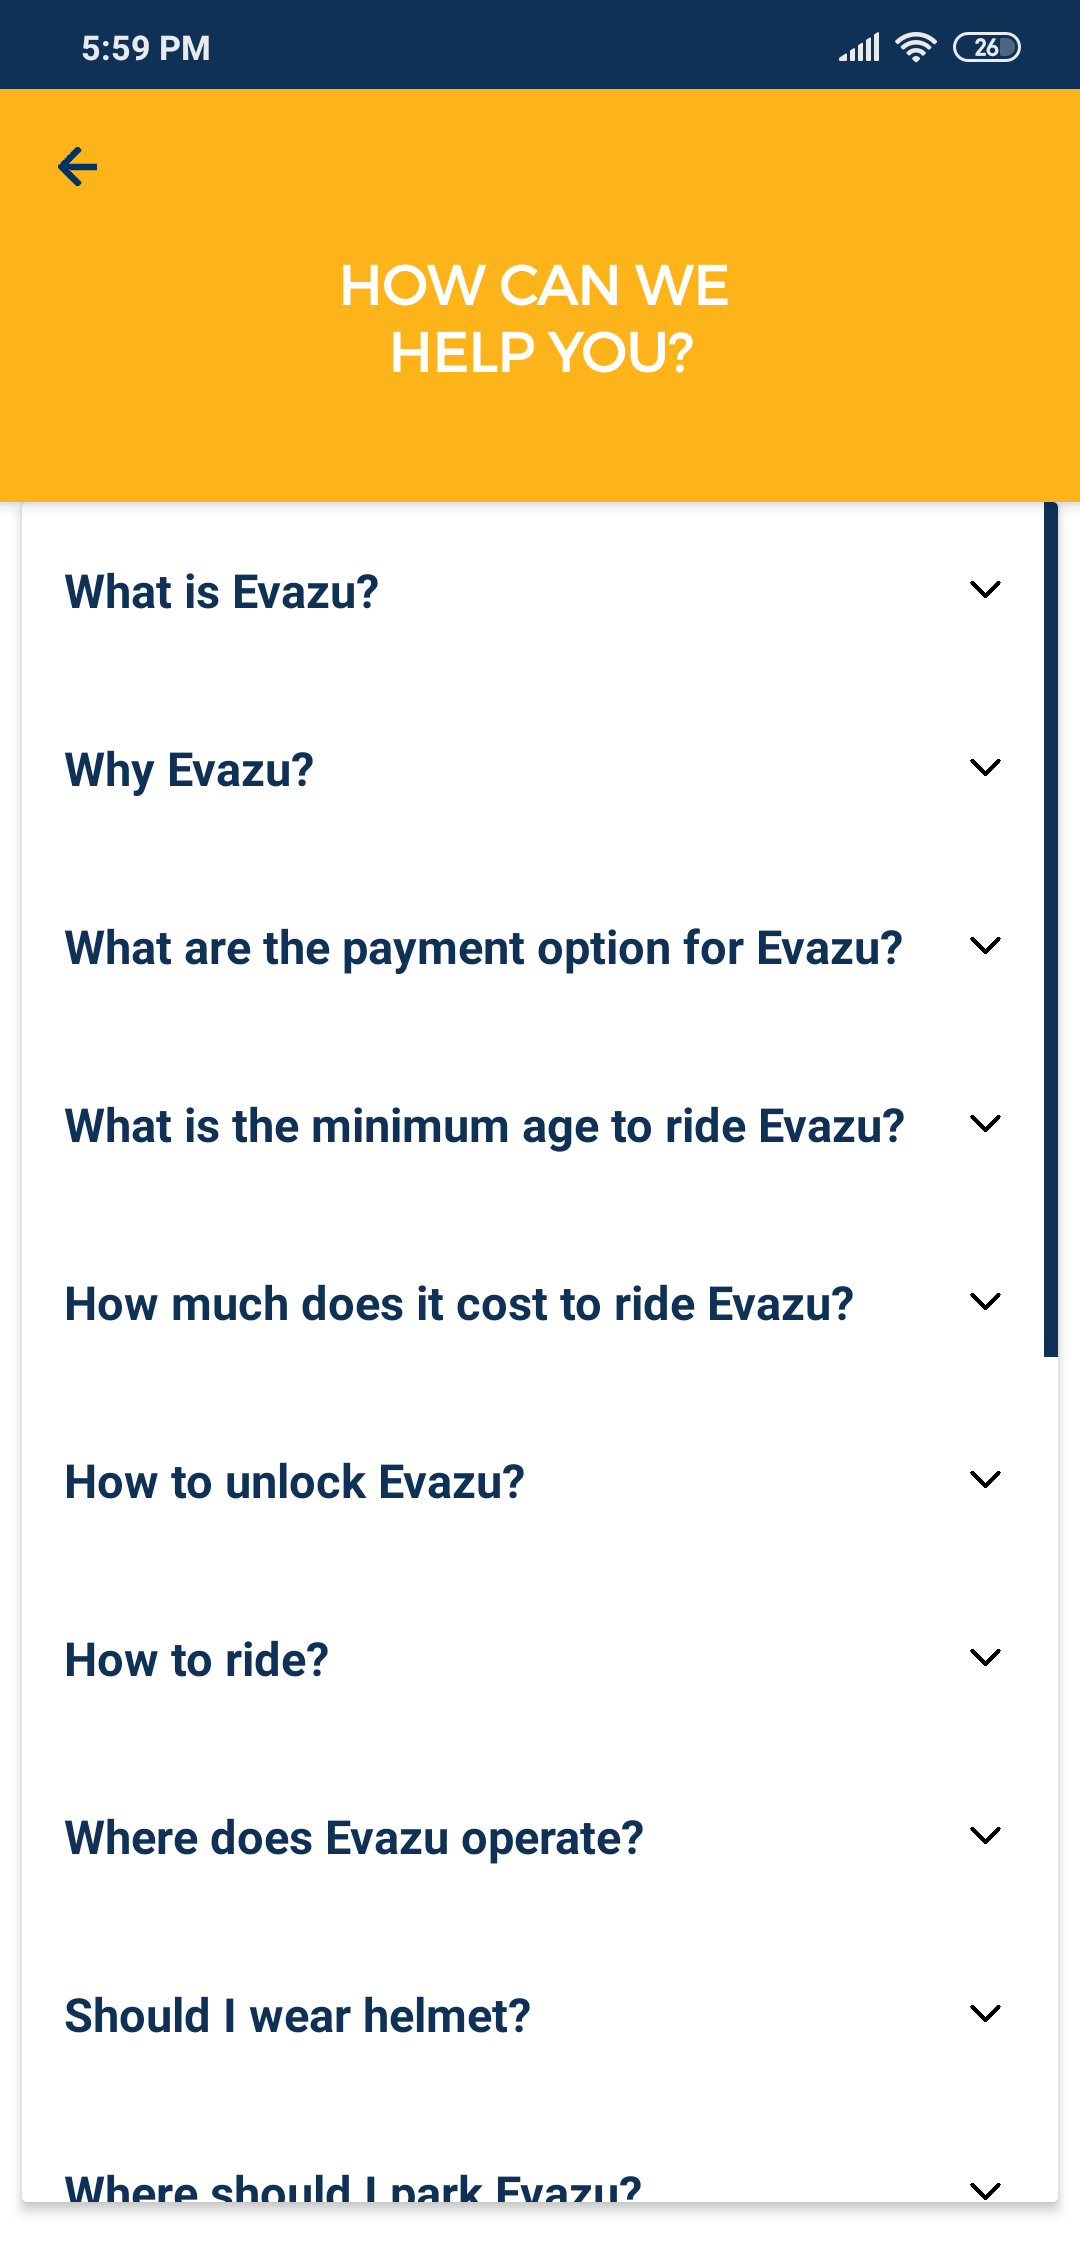 5:59 PM
26
HOW CAN WE
HELP YOU?
What is Evazu?
Why Evazu?
What are the payment option for Evazu?
What is the minimum age to ride Evazu?
How much does it cost to ride Evazu?
How to unlock Evazu?
How to ride?
Where does Evazu operate?
Should I wear helmet?
Where should I park Evazu?